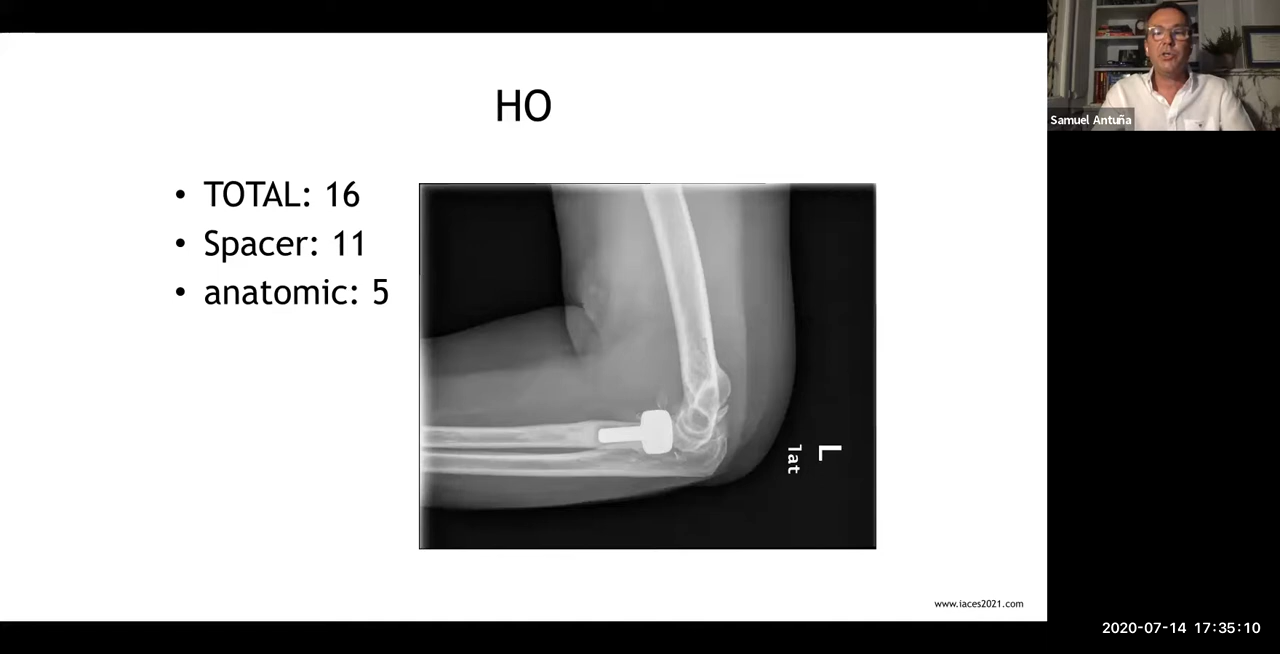 HO
• TOTAL: 16
• Spacer: 11
• anatomic: 5
L
lat
www.iaces2021.com
Samuel Antuña
2020-07-14 17:35:10